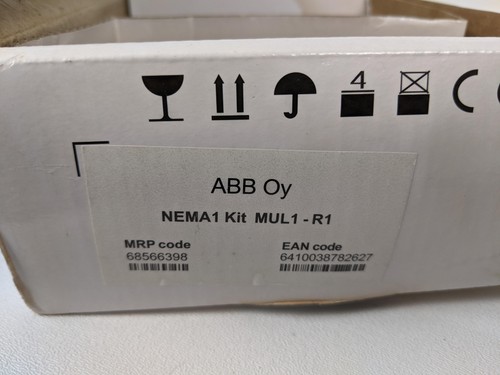 4
ABB Oy
NEMA1 Kit MUL1 - R1
MRP code
68566398
EAN code
6410038782627